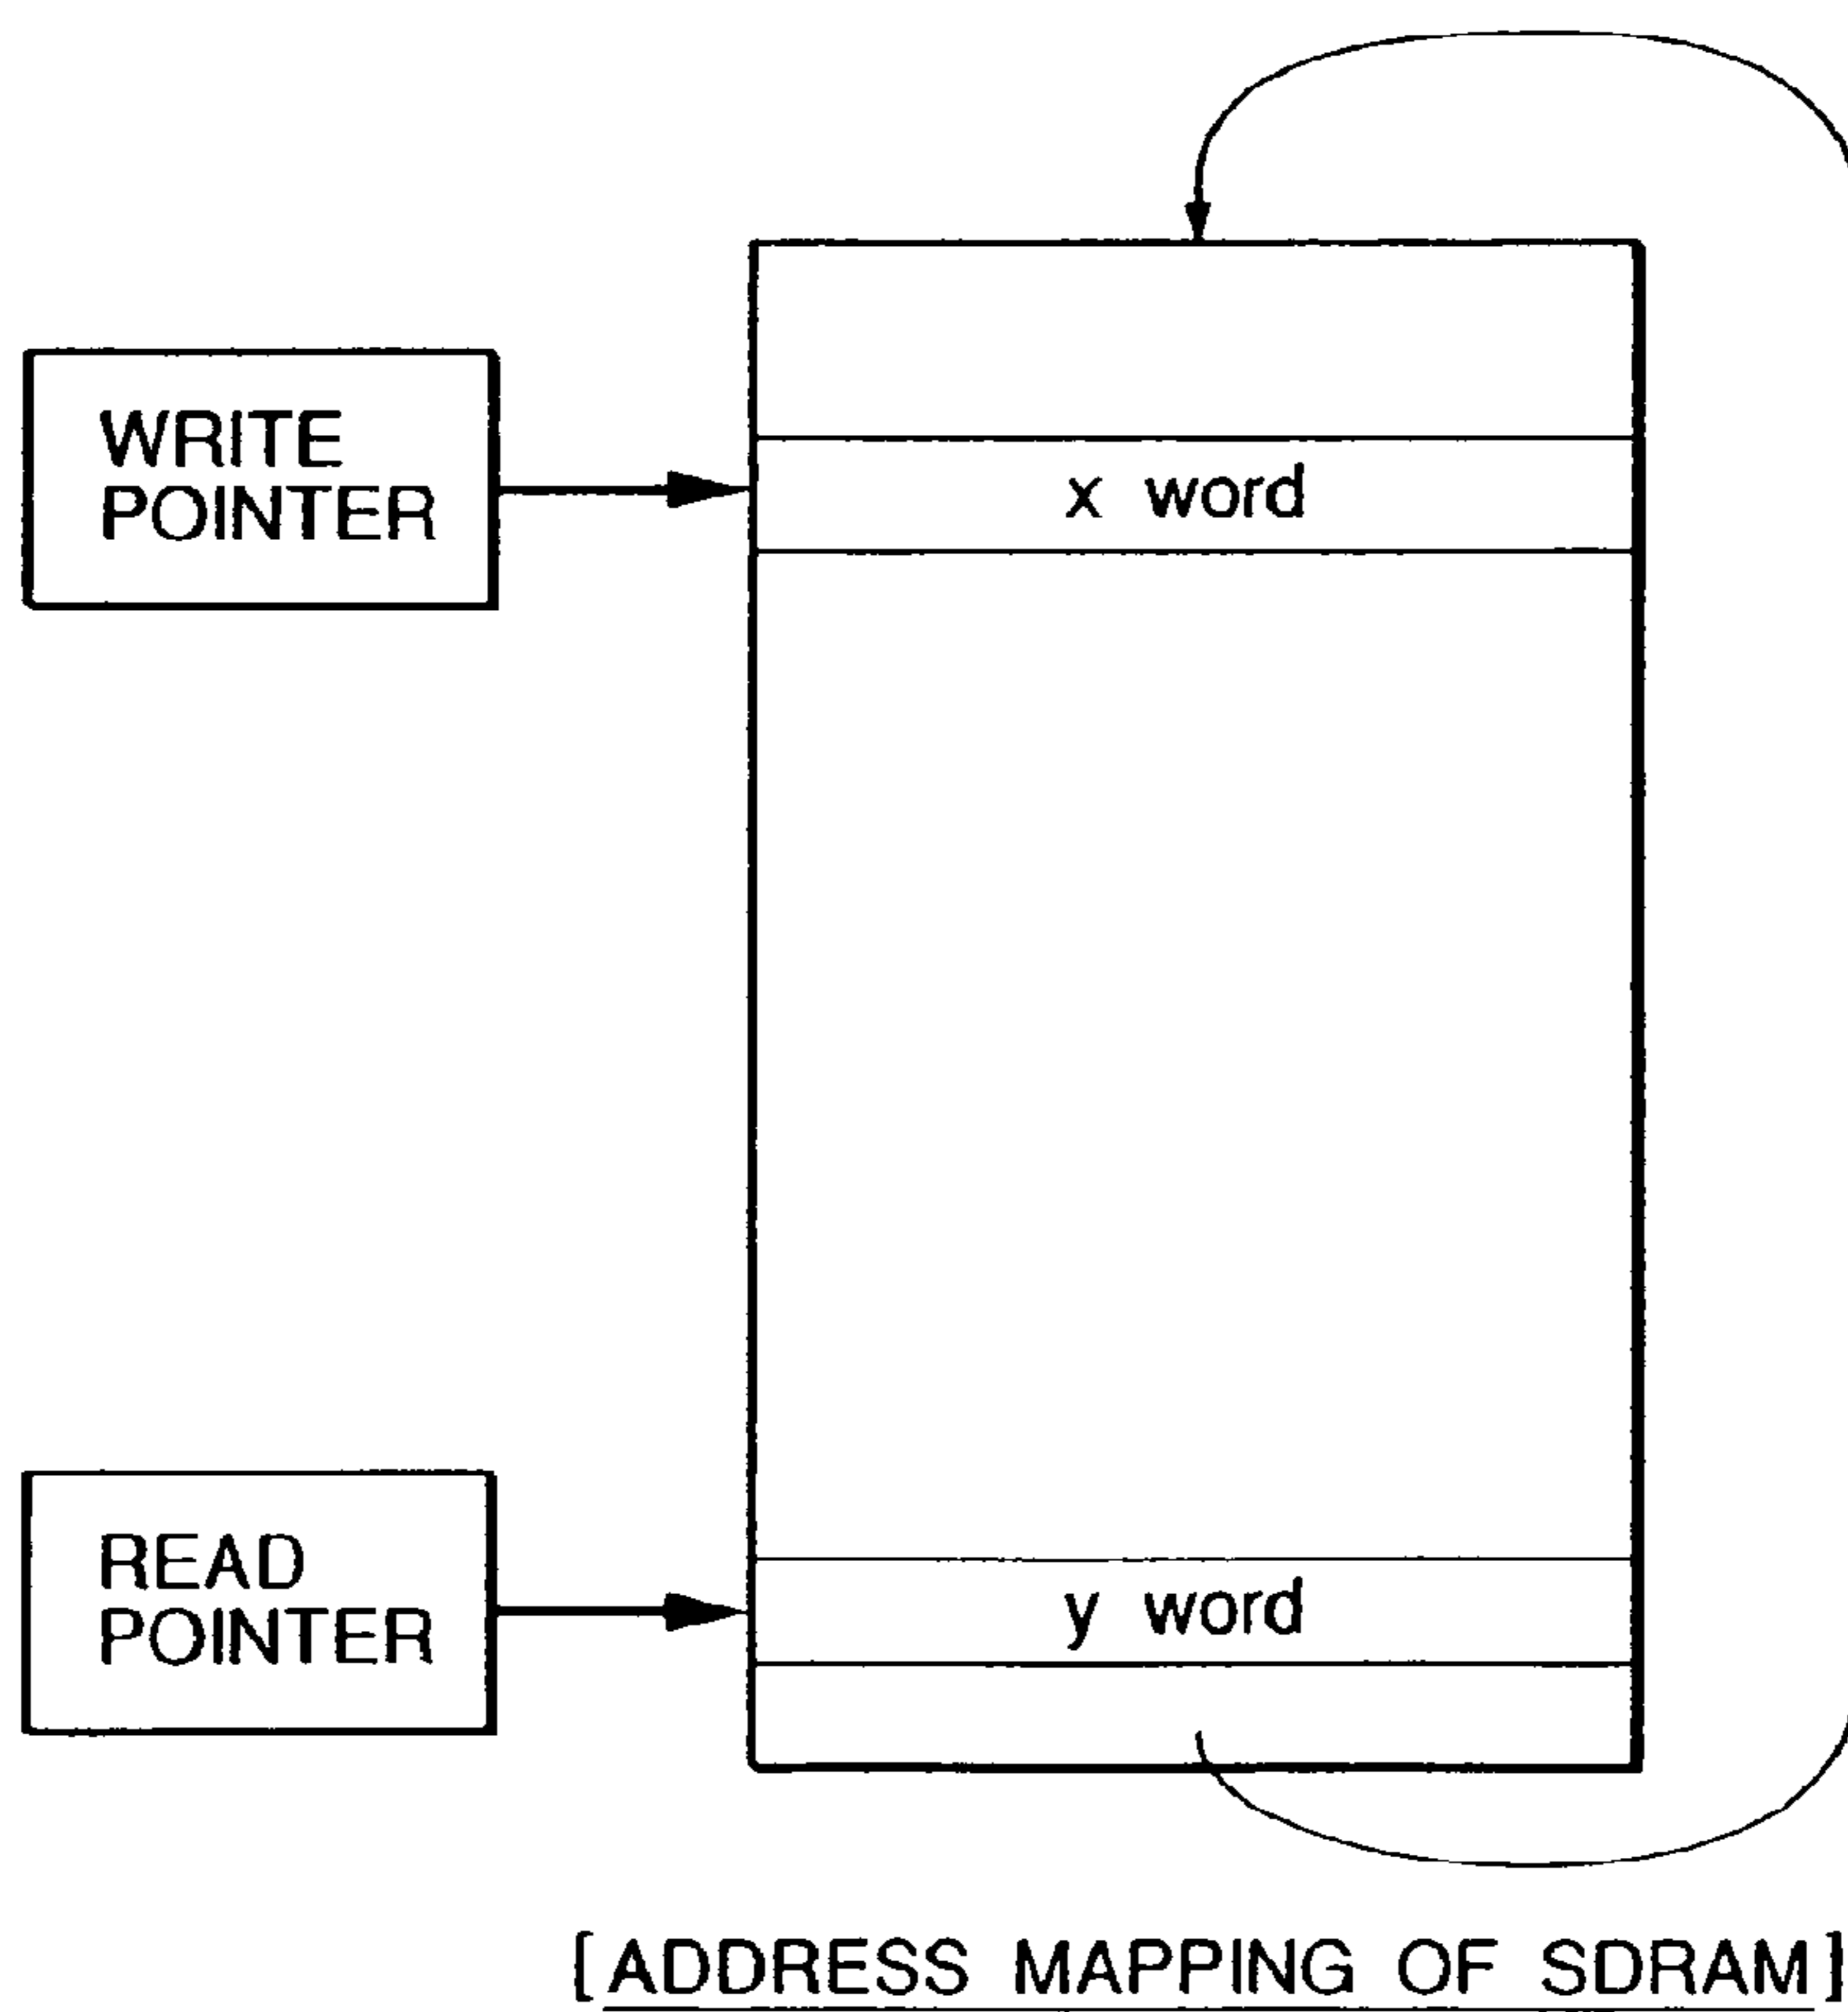 WRITE
POINTER
x word
READ
POINTER
y word
[ADDRESS MAPPING OF SDRAM]